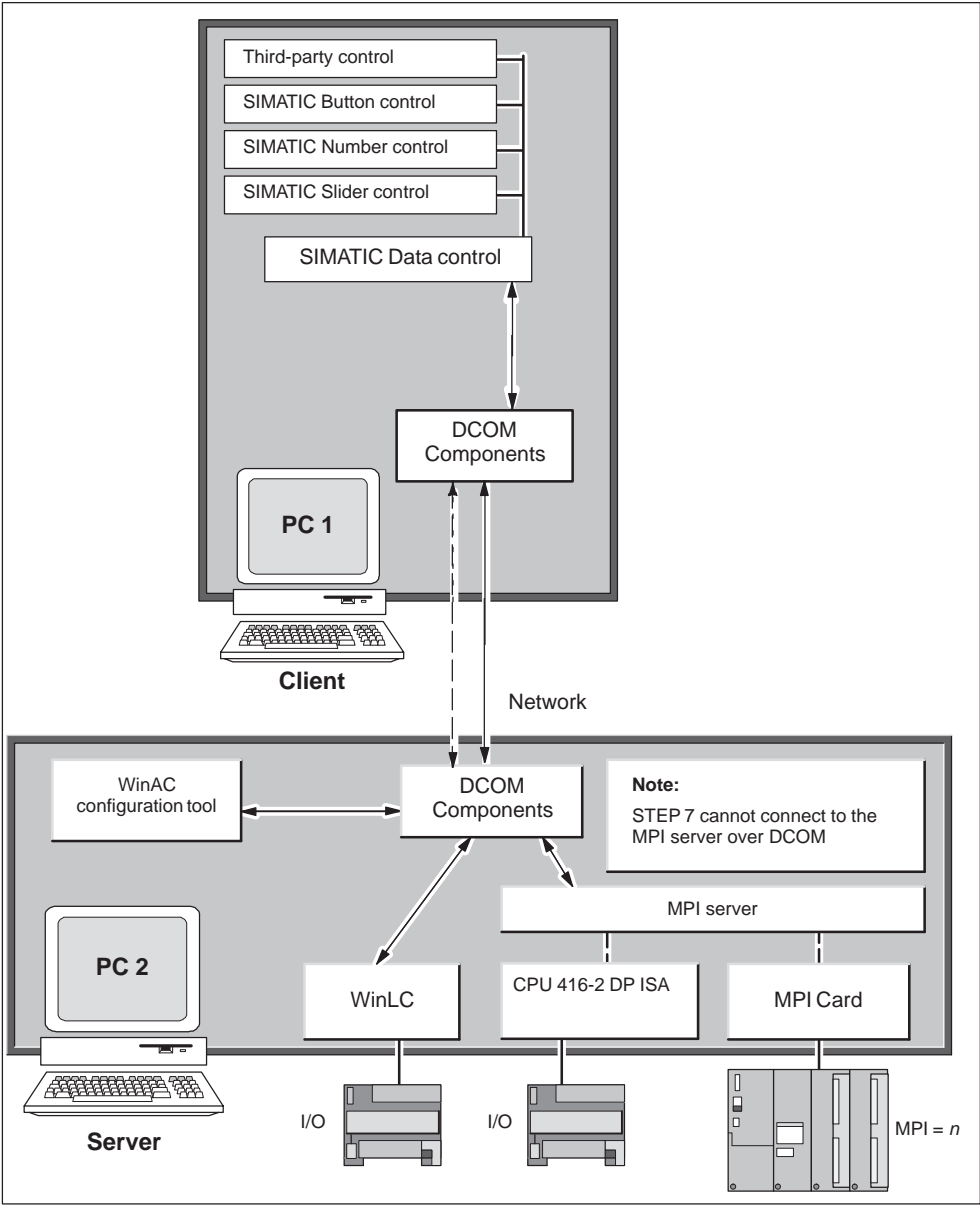 Third-party control
SIMATIC Button control
SIMATIC Number control
SIMATIC Slider control
SIMATIC Data control
DCOM
Components
PC 1
Client
Network
WinAC
configuration tool
DCOM
Components
Note:
STEP 7 cannot connect to the
MPI server over DCOM
MPI server
PC 2
WinLC
CPU 416-2 DP ISA
MPI Card
Server
I/O
I/O
MPI = n